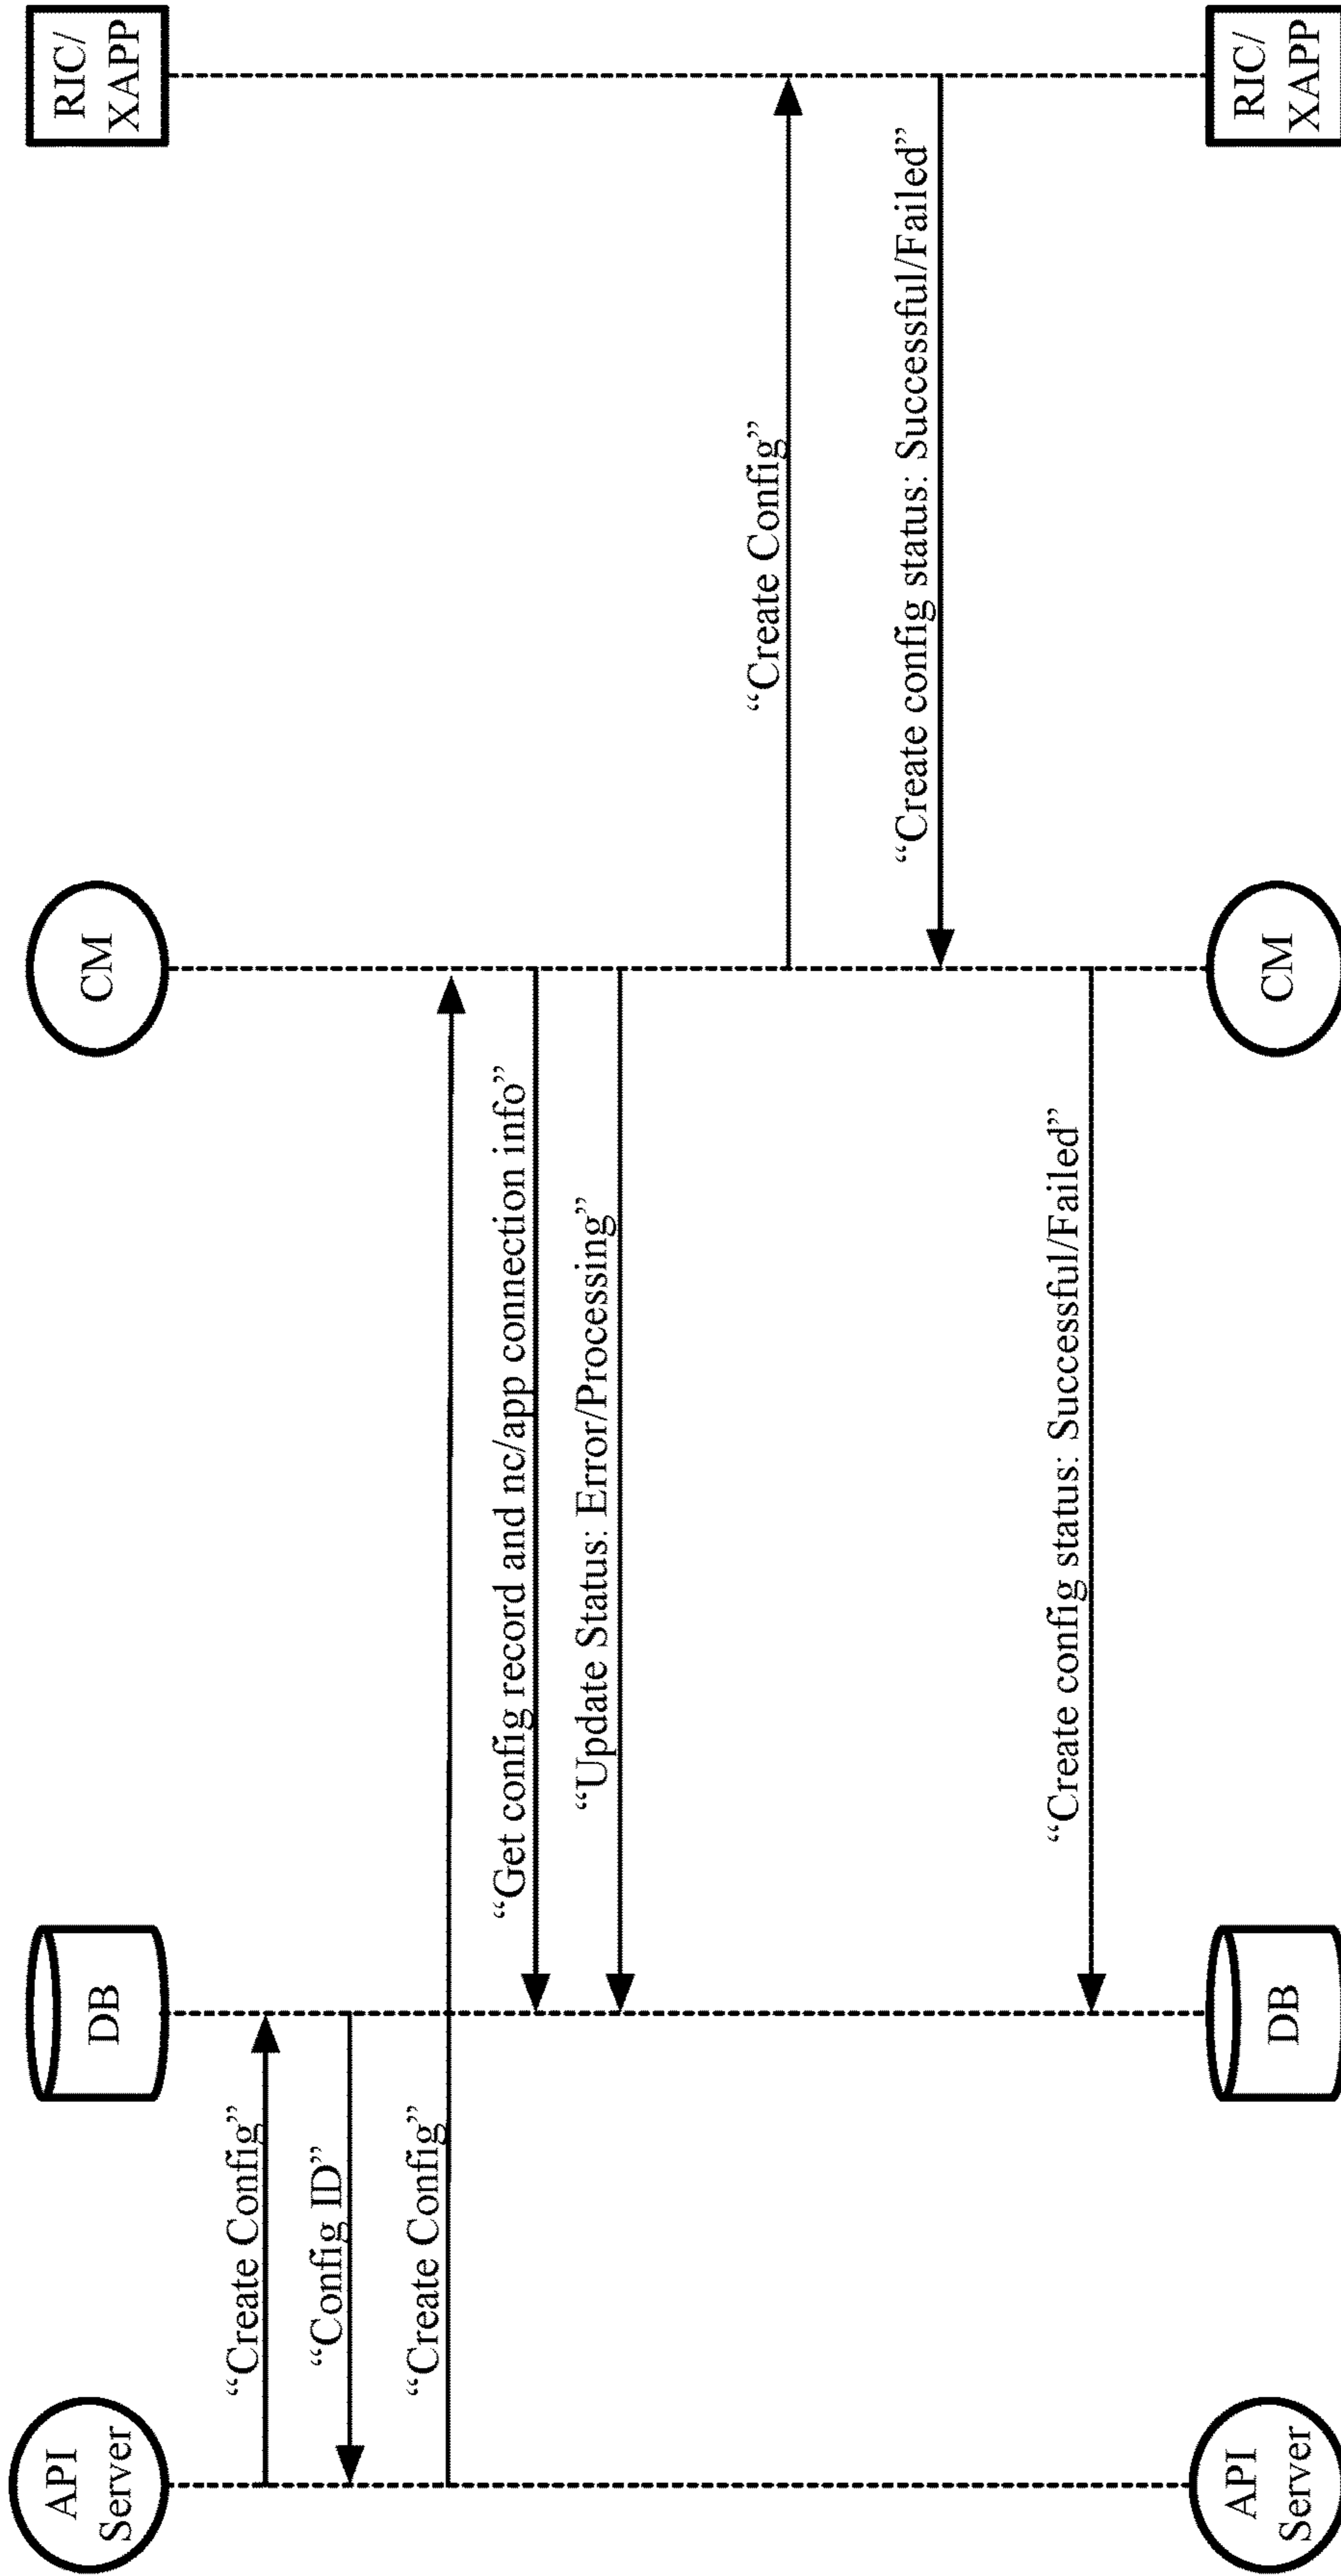 API
Server
DB
CM
RIC/
XAPP
“Create Config”
“Config ID”
“Create Config”
“Get config record and nc/app connection info”
“Update Status: Error/Processing”
“Create Config”
“Create config status: Successful/Failed”
“Create config status: Successful/Failed”
API
Server
DB
CM
RIC/
XAPP